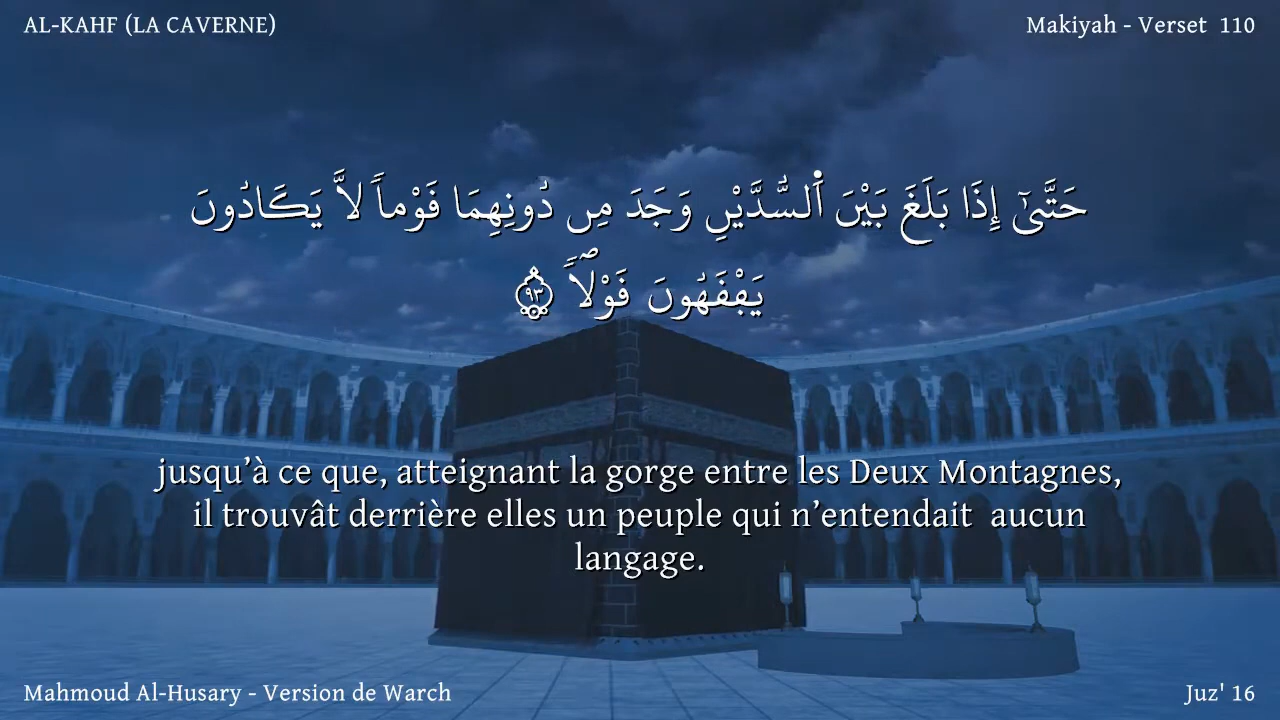 AL-KAHF (LA CAVERNE)
Makiyah - Verset 110
حَتَّىٰٓ إِذَا بَلَغَ بَيْنَ اَ۬لسُّدَّيْنِ وَجَدَ مِن دُونِهِمَا قَوْماٗ لَّا يَكَادُونَ
يَفْقَهُونَ قَوْلاٗۖ ٩٣
jusqu’à ce que, atteignant la gorge entre les Deux Montagnes,
il trouvât derrière elles un peuple qui n’entendait aucun
langage.
Mahmoud Al-Husary - Version de Warch
Juz' 16